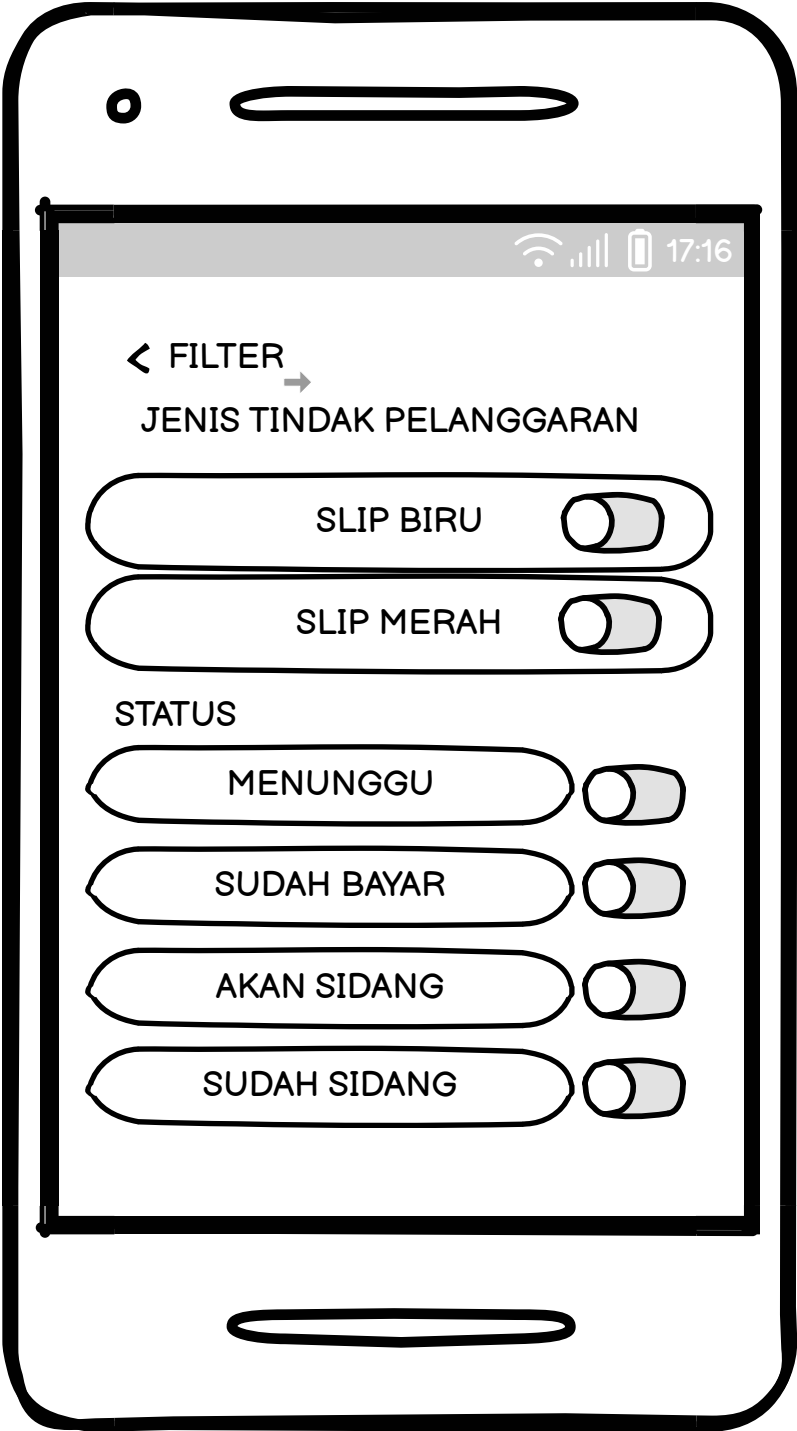 17:16
FILTER
JENIS TINDAK PELANGGARAN
SLIP BIRU
SLIP MERAH
STATUS
MENUNGGU
SUDAH BAYAR
AKAN SIDANG
SUDAH SIDANG